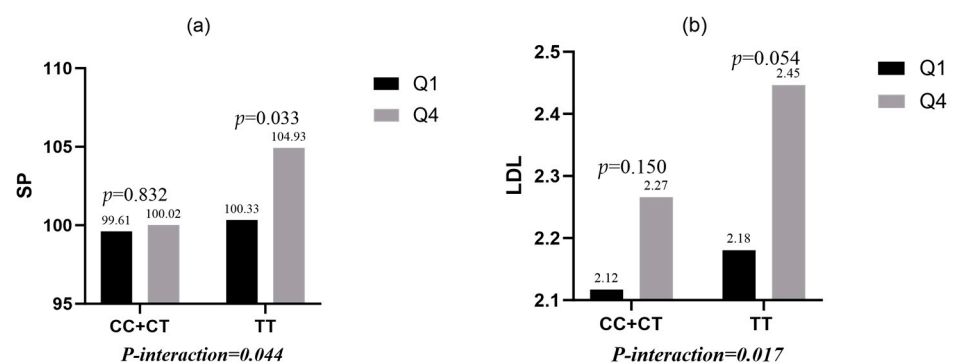 (a)
SP
110
105
100
95
p=0.832
99.61
100.02
p=0.033
100.33
104.93
Q1
Q4
CC+CT
TT
P-interaction=0.044
(b)
LDL
2.5
2.4
2.3
2.2
2.1
p=0.150
2.12
2.27
p=0.054
2.18
2.45
Q1
Q4
CC+CT
TT
P-interaction=0.017